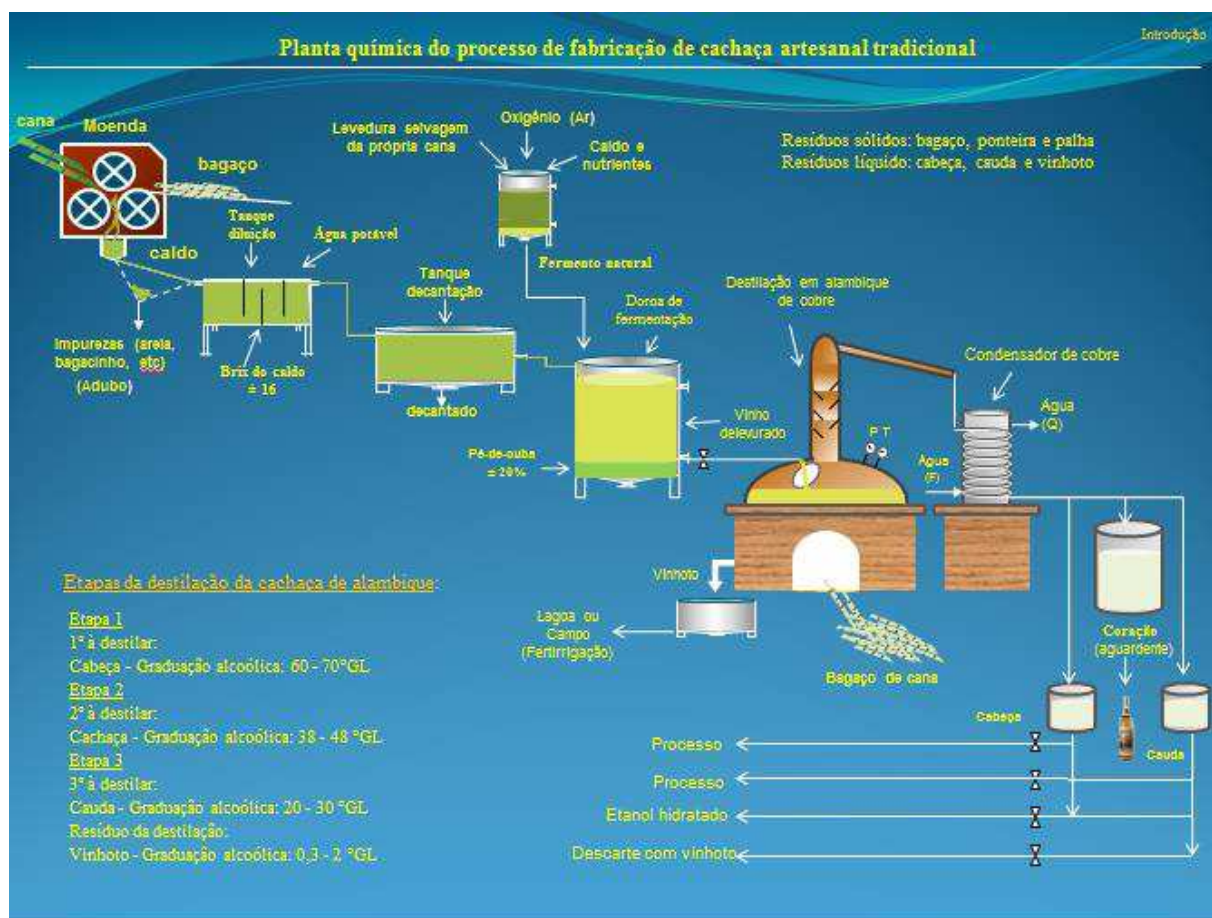 Introdução
Planta química do processo de fabricação de cachaça artesanal tradicional
cana
Moenda
bagaço
caldo
Impurezas (areia,
bagacinho, etc)
(Adubo)
Tanque
diluição
Água potável
Brix do caldo
± 16
Tanque
decantação
decantado
Levedura selvagem
da própria cana
Oxigênio (Ar)
Caldo e
nutrientes
Fermento natural
Resíduos sólidos: bagaço, ponteira e palha
Resíduos líquido: cabeça, cauda e vinhoto
Dorna de
fermentação
Pé-de-cuba
± 20%
Vinho
delevurado
Destilação em alambique
de cobre
P T
Condensador de cobre
Água
(Q)
Água
(F)
Vinhoto
Lagoa ou
Campo
(Fertirrigação)
Bagaço de cana
Coração
(aguardente)
Cabeça
Cauda
Processo
Processo
Etanol hidratado
Descarte com vinhoto
Etapas da destilação da cachaça de alambique:
Etapa 1
1º à destilar:
Cabeça - Graduação alcoólica: 60 - 70°GL
Etapa 2
2º à destilar:
Cachaça - Graduação alcoólica: 38 - 48 °GL
Etapa 3
3º à destilar:
Cauda - Graduação alcoólica: 20 - 30 °GL
Resíduo da destilação:
Vinhoto - Graduação alcoólica: 0,3 - 2 °GL